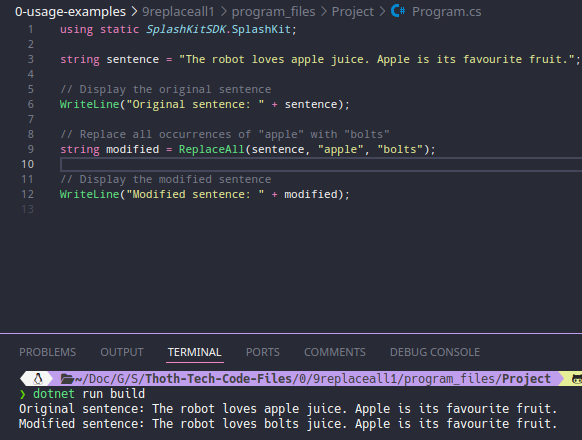 0-usage-examples > 9replaceall1 > program_files > Project > C# Program.cs
1 using static SplashKitSDK.SplashKit;
2
3 string sentence = "The robot loves apple juice. Apple is its favourite fruit.";
4
5 // Display the original sentence
6 WriteLine("Original sentence: " + sentence);
7
8 // Replace all occurrences of "apple" with "bolts"
9 string modified = ReplaceAll(sentence, "apple", "bolts");
10
11 // Display the modified sentence
12 WriteLine("Modified sentence: " + modified);
13
PROBLEMS OUTPUT TERMINAL PORTS COMMENTS DEBUG CONSOLE
~/Doc/G/S/Thoth-Tech-Code-Files/0/9replaceall1/program_files/Project
❯ dotnet run build
Original sentence: The robot loves apple juice. Apple is its favourite fruit.
Modified sentence: The robot loves bolts juice. Apple is its favourite fruit.